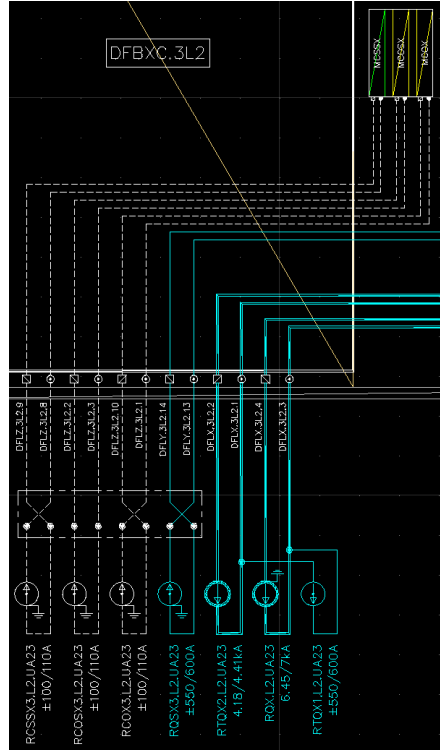 DFBXC.3L2
MCSSX
MCOSX
MCOX
DFLZ.3L2.9
DFLZ.3L2.8
DFLZ.3L2.2
DFLZ.3L2.3
DFLZ.3L2.10
DFLZ.3L2.1
DFLY.3L2.14
DFLY.3L2.13
DFLX.3L2.2
DFLX.3L2.1
DFLX.3L2.4
DFLX.3L2.3
RCSSX3.L2.UA23
±100/110A
RCOSX3.L2.UA23
±100/110A
RCOX3.L2.UA23
±100/110A
RQSX3.L2.UA23
±550/600A
RTQX2.L2.UA23
4.18/4.41kA
RQX.L2.UA23
6.45/7kA
RTQX1.L2.UA23
±550/600A